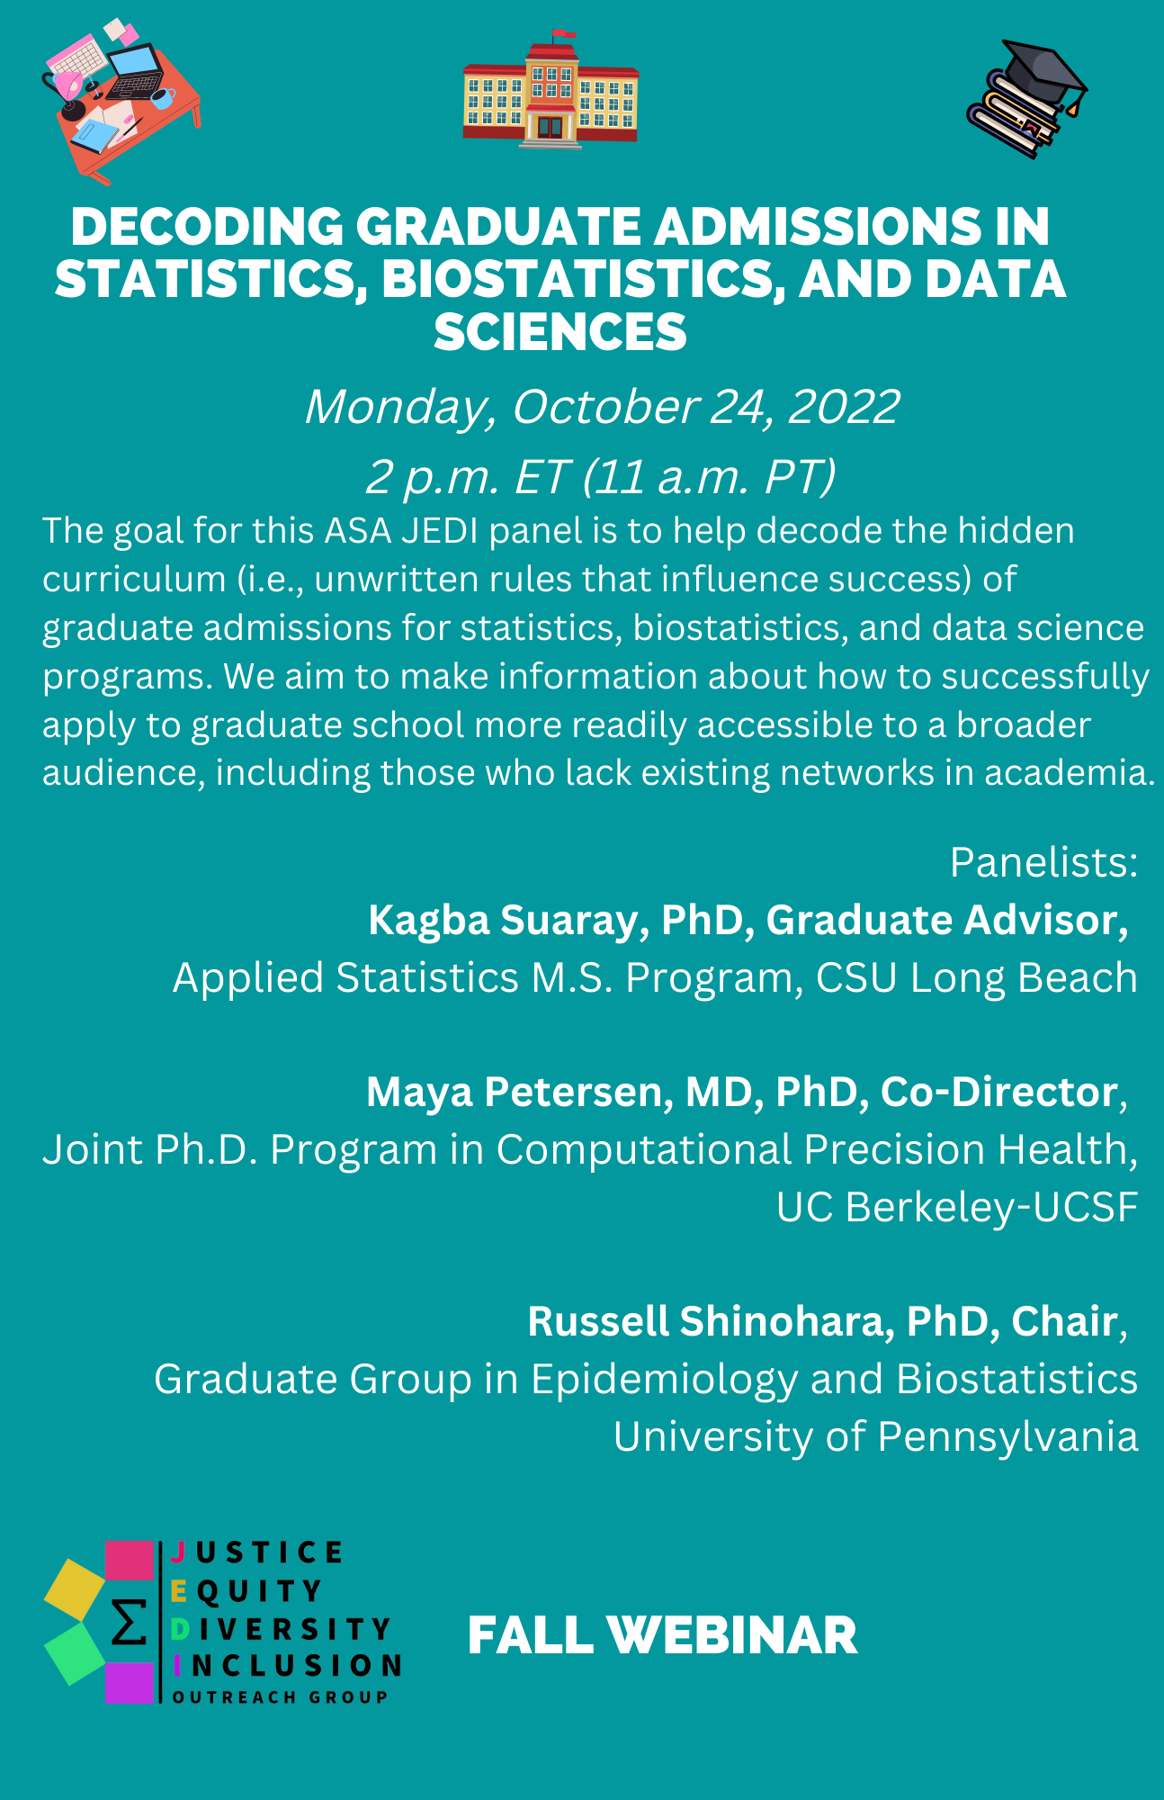 DECODING GRADUATE ADMISSIONS IN
STATISTICS, BIOSTATISTICS, AND DATA
SCIENCES
Monday, October 24, 2022
2 p.m. ET (11 a.m. PT)
The goal for this ASA JEDI panel is to help decode the hidden
curriculum (i.e., unwritten rules that influence success) of
graduate admissions for statistics, biostatistics, and data science
programs. We aim to make information about how to successfully
apply to graduate school more readily accessible to a broader
audience, including those who lack existing networks in academia.
Panelists:
Kagba Suaray, PhD, Graduate Advisor,
Applied Statistics M.S. Program, CSU Long Beach
Maya Petersen, MD, PhD, Co-Director,
Joint Ph.D. Program in Computational Precision Health,
UC Berkeley-UCSF
Russell Shinohara, PhD, Chair,
Graduate Group in Epidemiology and Biostatistics
University of Pennsylvania
Σ
JUSTICE
EQUITY
DIVERSITY
INCLUSION
OUTREACH GROUP
FALL WEBINAR